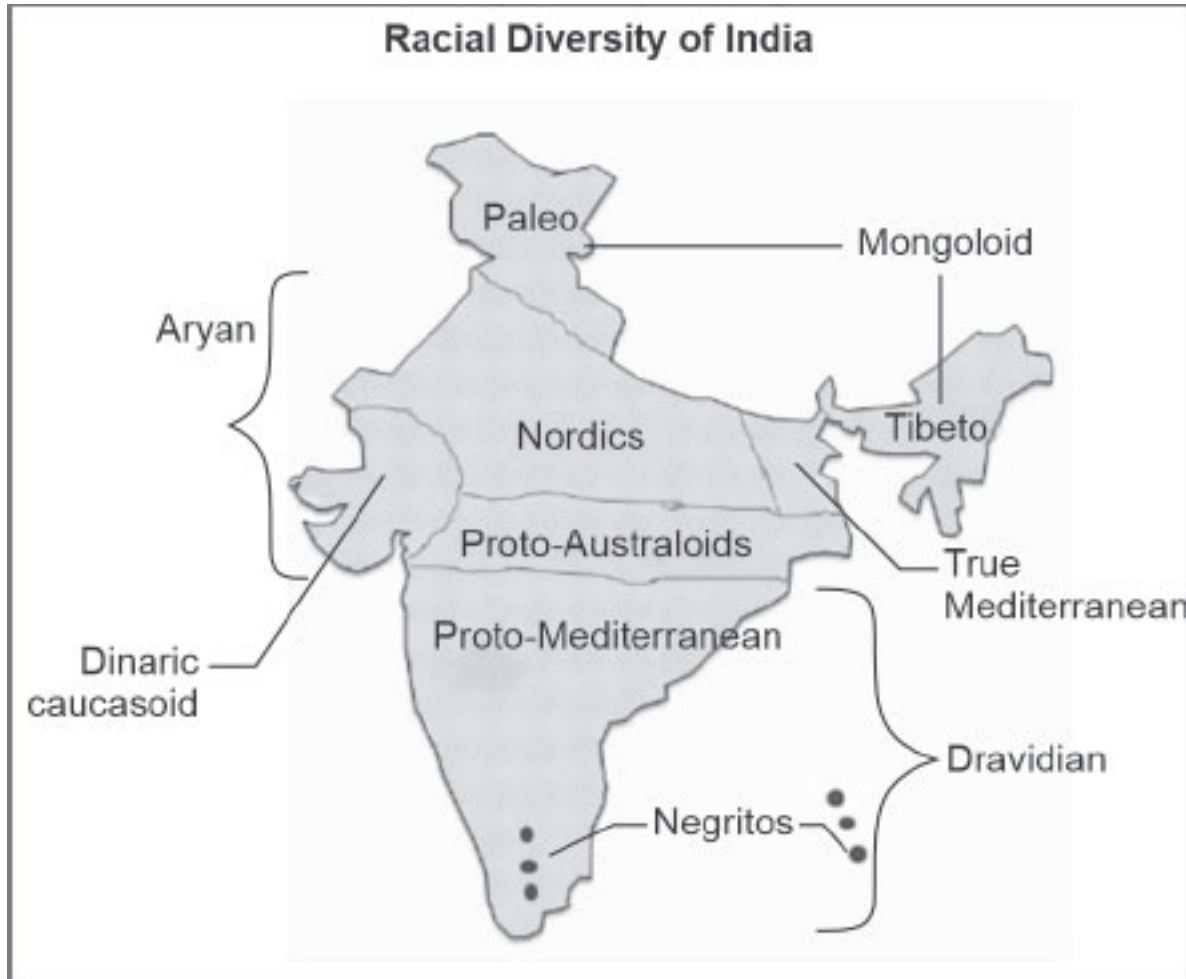 Racial Diversity of India
Paleo
Mongoloid
Aryan
Nordics
Tibeto
Proto-Australoids
True
Mediterranean
Proto-Mediterranean
Dinaric
caucasoid
Dravidian
Negritos